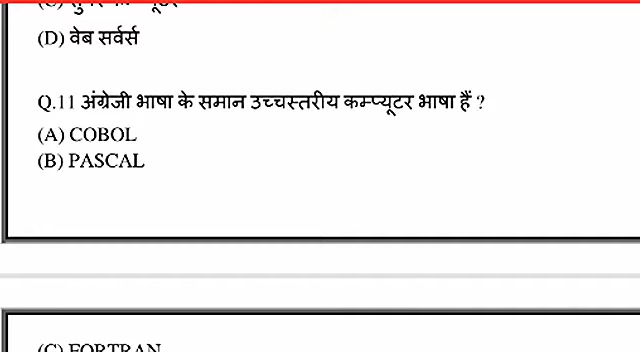 (D) वेब सर्वर्स
Q.11 अंग्रेजी भाषा के समान उच्चस्तरीय कम्प्यूटर भाषा हैं ?
(A) COBOL
(B) PASCAL
(C) FORTRAN